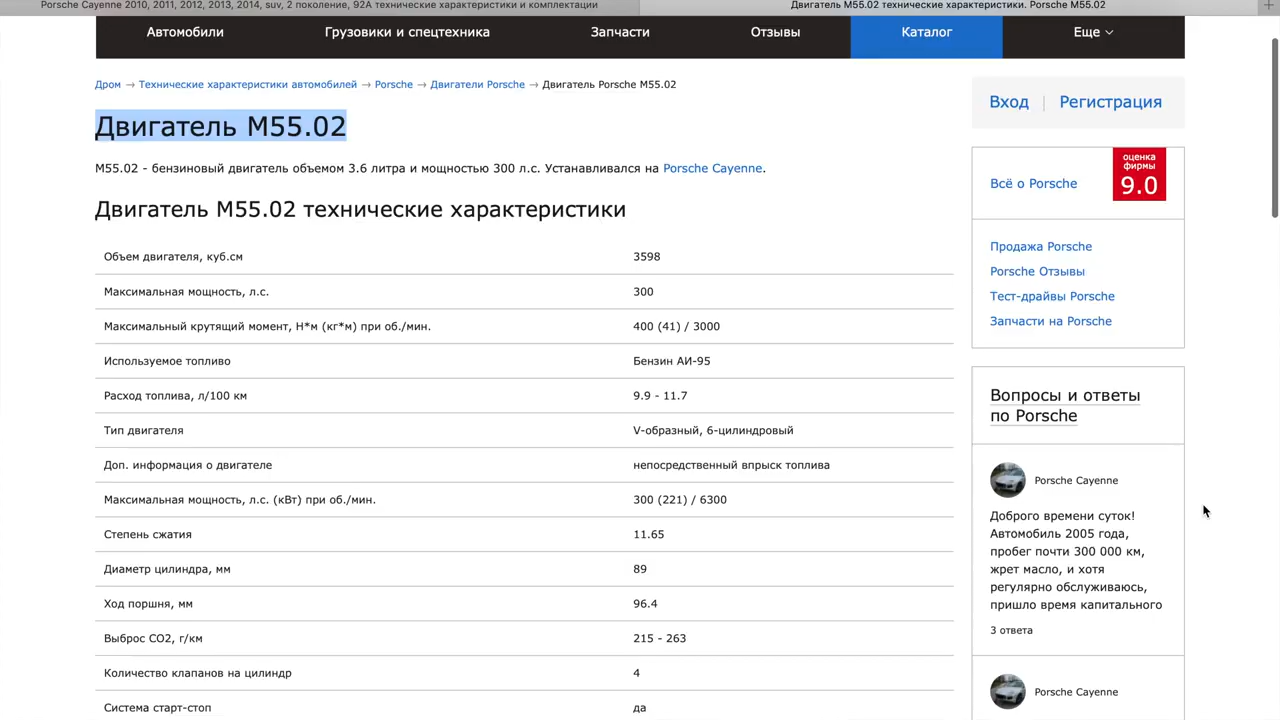 Porsche Cayenne 2010, 2011, 2012, 2013, 2014, suv, 2 поколение, 92A технические характеристики и комплектации
Двигатель M55.02 технические характеристики. Porsche M55.02
Автомобили
Грузовики и спецтехника
Запчасти
Отзывы
Каталог
Еще
Дром → Технические характеристики автомобилей → Porsche → Двигатели Porsche → Двигатель Porsche M55.02
Двигатель M55.02
M55.02 - бензиновый двигатель объемом 3.6 литра и мощностью 300 л.с. Устанавливался на Porsche Cayenne.
Двигатель M55.02 технические характеристики
Объем двигателя, куб.см 3598
Максимальная мощность, л.с. 300
Максимальный крутящий момент, Н*м (кг*м) при об./мин. 400 (41) / 3000
Используемое топливо Бензин АИ-95
Расход топлива, л/100 км 9.9 - 11.7
Тип двигателя V-образный, 6-цилиндровый
Доп. информация о двигателе непосредственный впрыск топлива
Максимальная мощность, л.с. (кВт) при об./мин. 300 (221) / 6300
Степень сжатия 11.65
Диаметр цилиндра, мм 89
Ход поршня, мм 96.4
Выброс CO2, г/км 215 - 263
Количество клапанов на цилиндр 4
Система старт-стоп да
Вход | Регистрация
Всё о Porsche
оценка
фирмы
9.0
Продажа Porsche
Porsche Отзывы
Тест-драйвы Porsche
Запчасти на Porsche
Вопросы и ответы
по Porsche
Porsche Cayenne
Доброго времени суток!
Автомобиль 2005 года,
пробег почти 300 000 км,
жрет масло, и хотя
регулярно обслуживаюсь,
пришло время капитального
3 ответа
Porsche Cayenne